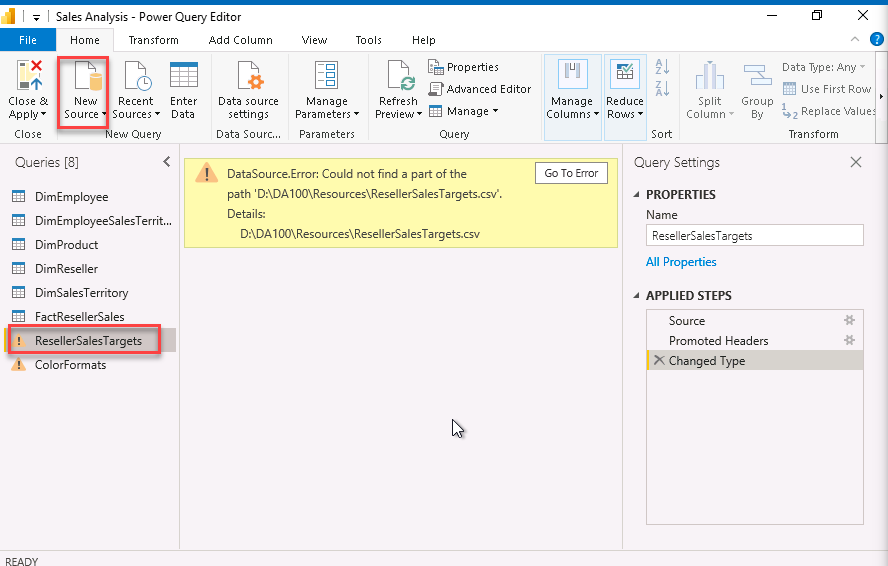 Sales Analysis - Power Query Editor
File
Home
Transform
Add Column
View
Tools
Help
Close &
Apply
New
Source
Recent
Sources
Enter
Data
Data source
settings
Manage
Parameters
Refresh
Preview
Properties
Advanced Editor
Manage
Manage
Columns
Reduce
Rows
A
Z
Z
A
Split
Column
Group
By
Data Type: Any
Use First Row
1
2
Replace Values
Close
New Query
Data Sourc...
Parameters
Query
Sort
Transform
Queries [8]
DimEmployee
DimEmployeeSalesTerrit...
DimProduct
DimReseller
DimSalesTerritory
FactResellerSales
ResellerSalesTargets
ColorFormats
DataSource.Error: Could not find a part of the
path 'D:\DA100\Resources\ResellerSalesTargets.csv'.
Details:
D:\DA100\Resources\ResellerSalesTargets.csv
Go To Error
Query Settings
PROPERTIES
Name
ResellerSalesTargets
All Properties
APPLIED STEPS
Source
Promoted Headers
Changed Type
READY